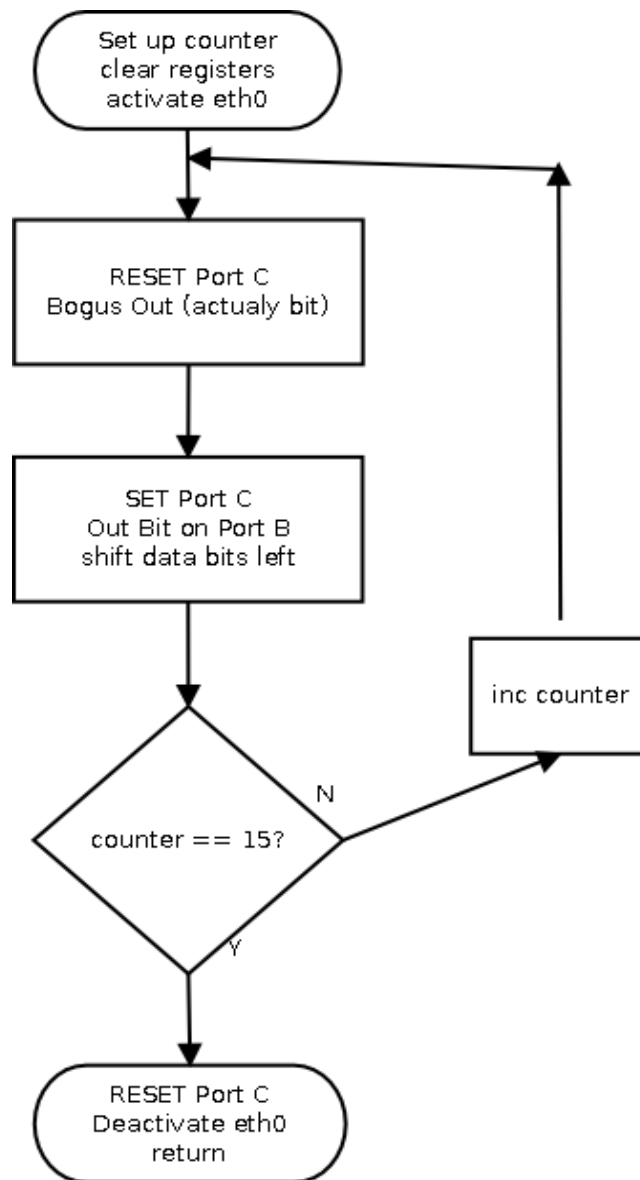 Set up counter
clear registers
activate eth0
RESET Port C
Bogus Out (actualy bit)
SET Port C
Out Bit on Port B
shift data bits left
inc counter
N
counter == 15?
Y
RESET Port C
Deactivate eth0
return